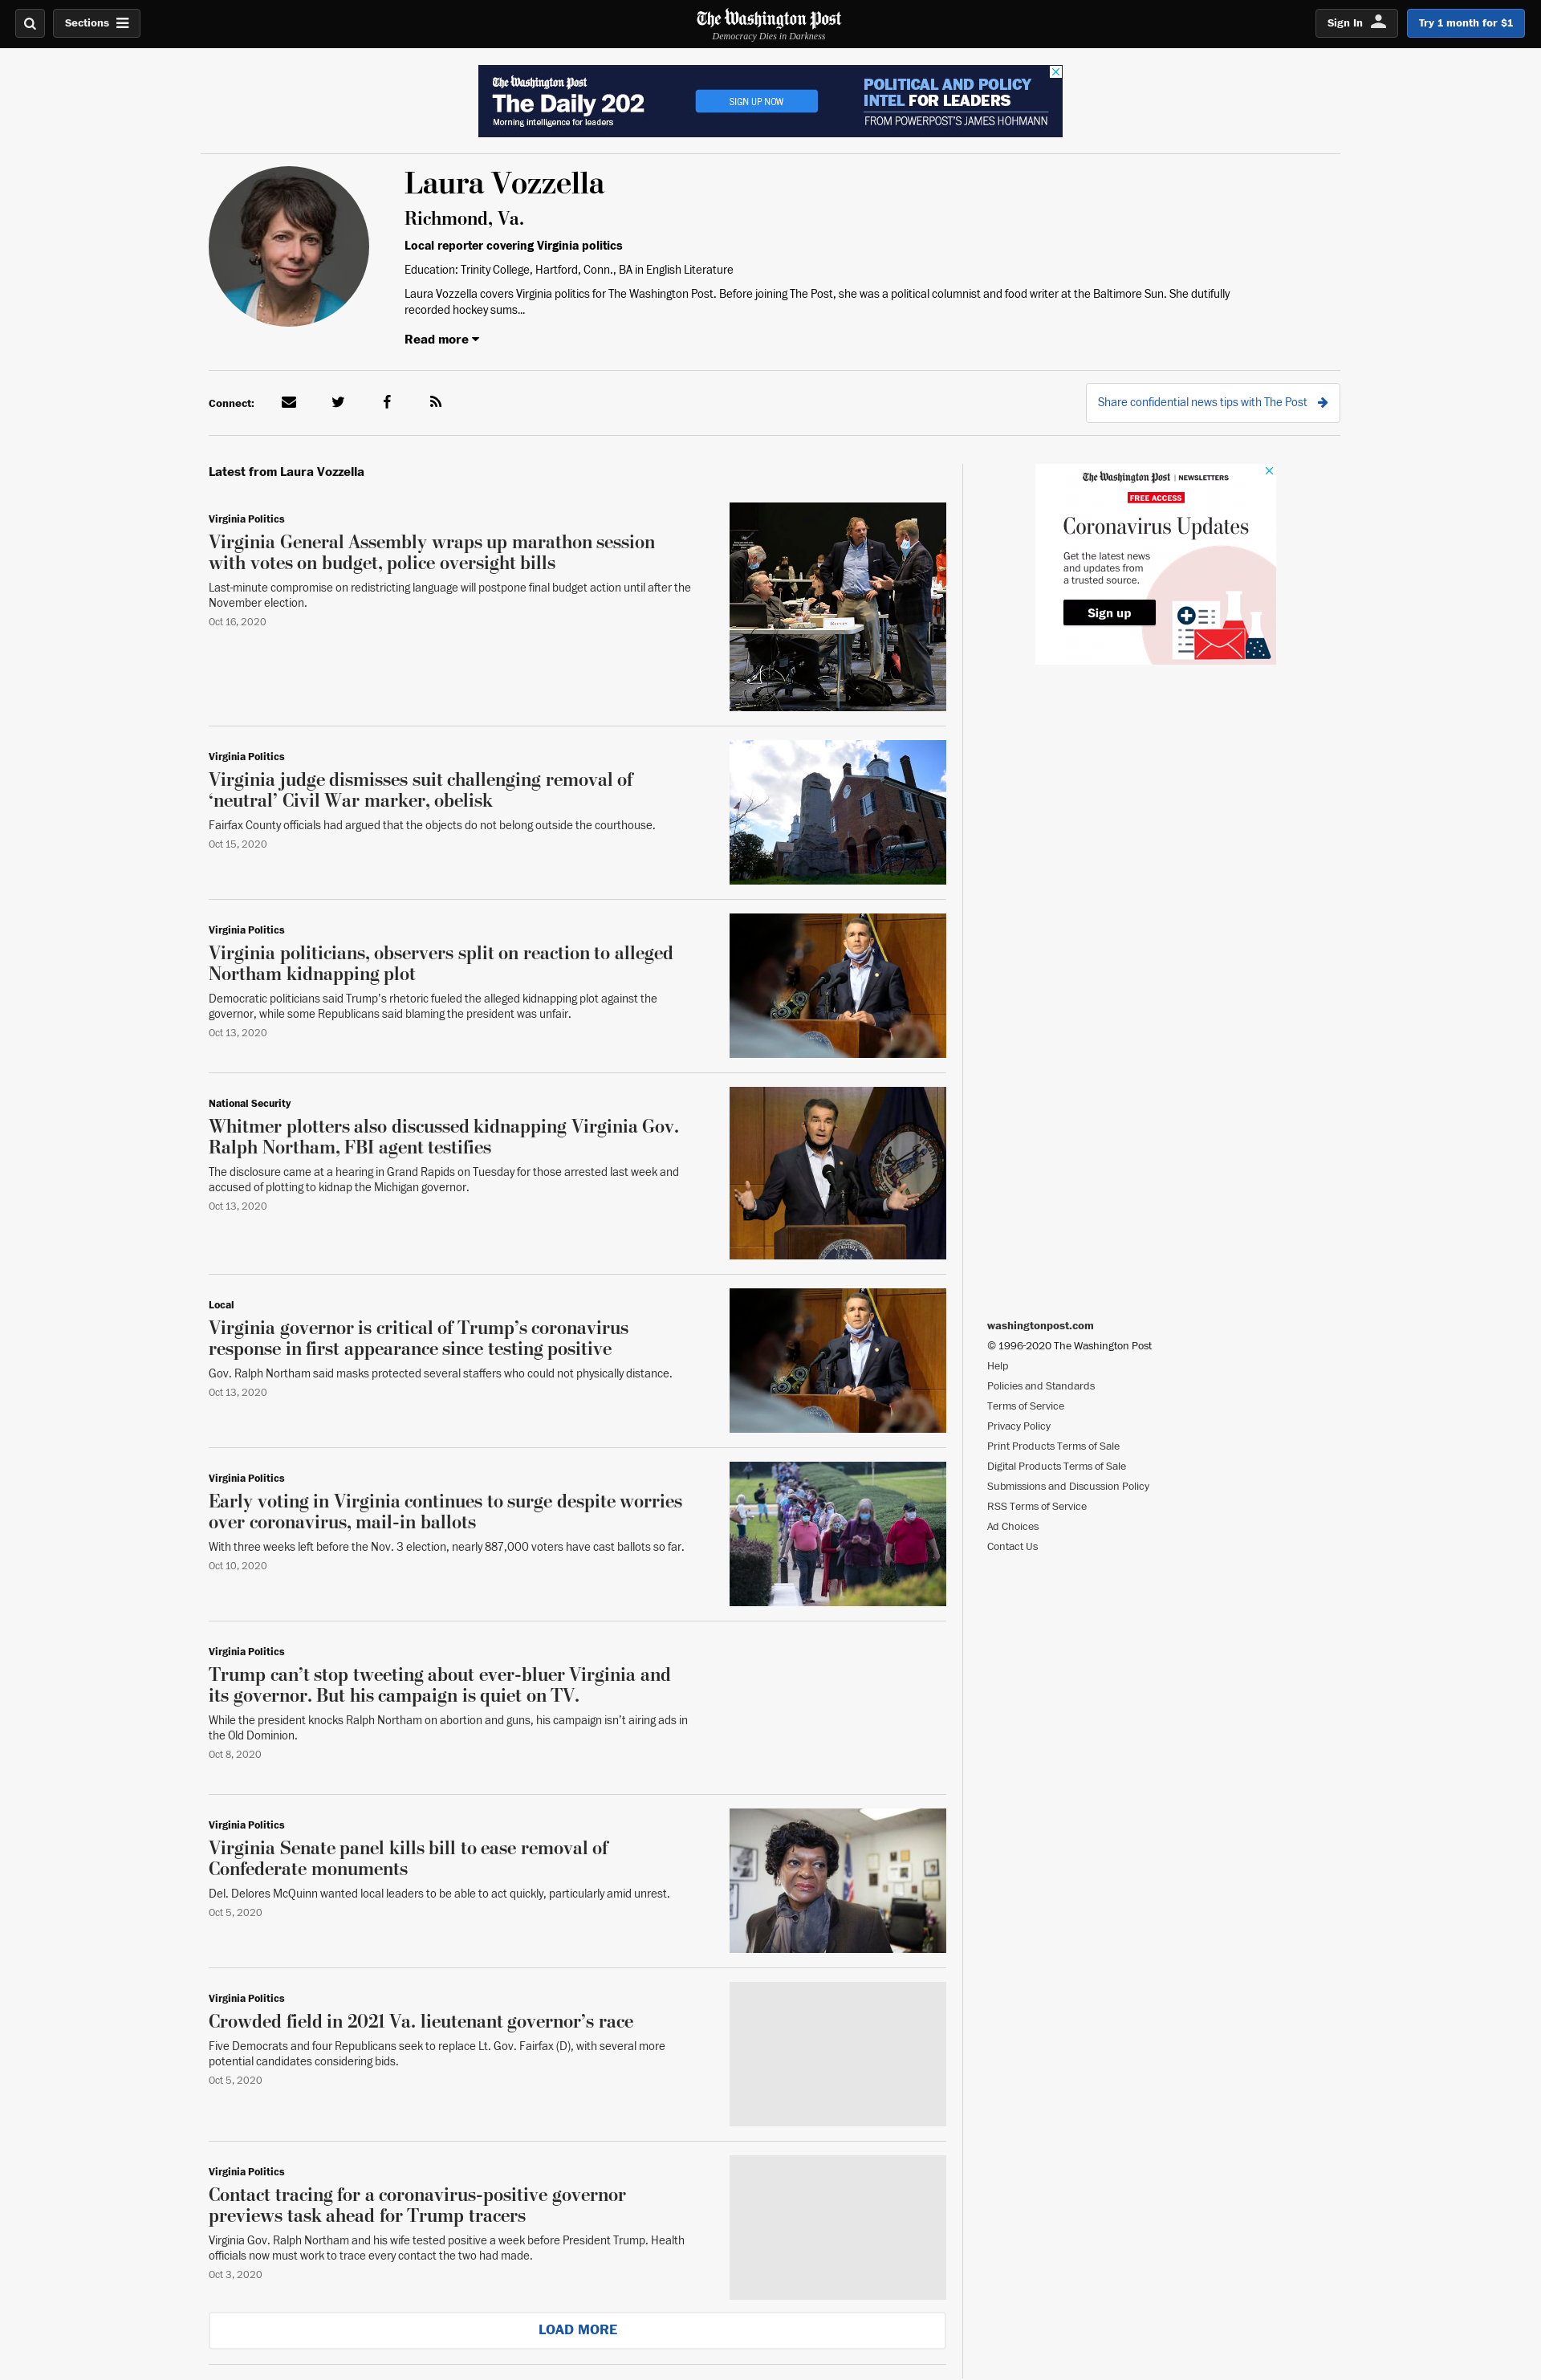 Sections
The Washington Post
Democracy Dies in Darkness
Sign In
Try 1 month for $1
The Washington Post
The Daily 202
Morning intelligence for leaders
SIGN UP NOW
POLITICAL AND POLICY
INTEL FOR LEADERS
FROM POWERPOST'S JAMES HOHMANN
Laura Vozzella
Richmond, Va.
Local reporter covering Virginia politics
Education: Trinity College, Hartford, Conn., BA in English Literature
Laura Vozzella covers Virginia politics for The Washington Post. Before joining The Post, she was a political columnist and food writer at the Baltimore Sun. She dutifully
recorded hockey sums...
Read more
Connect:
Share confidential news tips with The Post
Latest from Laura Vozzella
Virginia Politics
Virginia General Assembly wraps up marathon session
with votes on budget, police oversight bills
Last-minute compromise on redistricting language will postpone final budget action until after the
November election.
Oct 16, 2020
Virginia Politics
Virginia judge dismisses suit challenging removal of
‘neutral’ Civil War marker, obelisk
Fairfax County officials had argued that the objects do not belong outside the courthouse.
Oct 15, 2020
Virginia Politics
Virginia politicians, observers split on reaction to alleged
Northam kidnapping plot
Democratic politicians said Trump’s rhetoric fueled the alleged kidnapping plot against the
governor, while some Republicans said blaming the president was unfair.
Oct 13, 2020
National Security
Whitmer plotters also discussed kidnapping Virginia Gov.
Ralph Northam, FBI agent testifies
The disclosure came at a hearing in Grand Rapids on Tuesday for those arrested last week and
accused of plotting to kidnap the Michigan governor.
Oct 13, 2020
Local
Virginia governor is critical of Trump’s coronavirus
response in first appearance since testing positive
Gov. Ralph Northam said masks protected several staffers who could not physically distance.
Oct 13, 2020
Virginia Politics
Early voting in Virginia continues to surge despite worries
over coronavirus, mail-in ballots
With three weeks left before the Nov. 3 election, nearly 887,000 voters have cast ballots so far.
Oct 10, 2020
Virginia Politics
Trump can’t stop tweeting about ever-bluer Virginia and
its governor. But his campaign is quiet on TV.
While the president knocks Ralph Northam on abortion and guns, his campaign isn’t airing ads in
the Old Dominion.
Oct 8, 2020
Virginia Politics
Virginia Senate panel kills bill to ease removal of
Confederate monuments
Del. Delores McQuinn wanted local leaders to be able to act quickly, particularly amid unrest.
Oct 5, 2020
Virginia Politics
Crowded field in 2021 Va. lieutenant governor’s race
Five Democrats and four Republicans seek to replace Lt. Gov. Fairfax (D), with several more
potential candidates considering bids.
Oct 5, 2020
Virginia Politics
Contact tracing for a coronavirus-positive governor
previews task ahead for Trump tracers
Virginia Gov. Ralph Northam and his wife tested positive a week before President Trump. Health
officials now must work to trace every contact the two had made.
Oct 3, 2020
LOAD MORE
The Washington Post | NEWSLETTERS
FREE ACCESS
Coronavirus Updates
Get the latest news
and updates from
a trusted source.
Sign up
washingtonpost.com
© 1996-2020 The Washington Post
Help
Policies and Standards
Terms of Service
Privacy Policy
Print Products Terms of Sale
Digital Products Terms of Sale
Submissions and Discussion Policy
RSS Terms of Service
Ad Choices
Contact Us